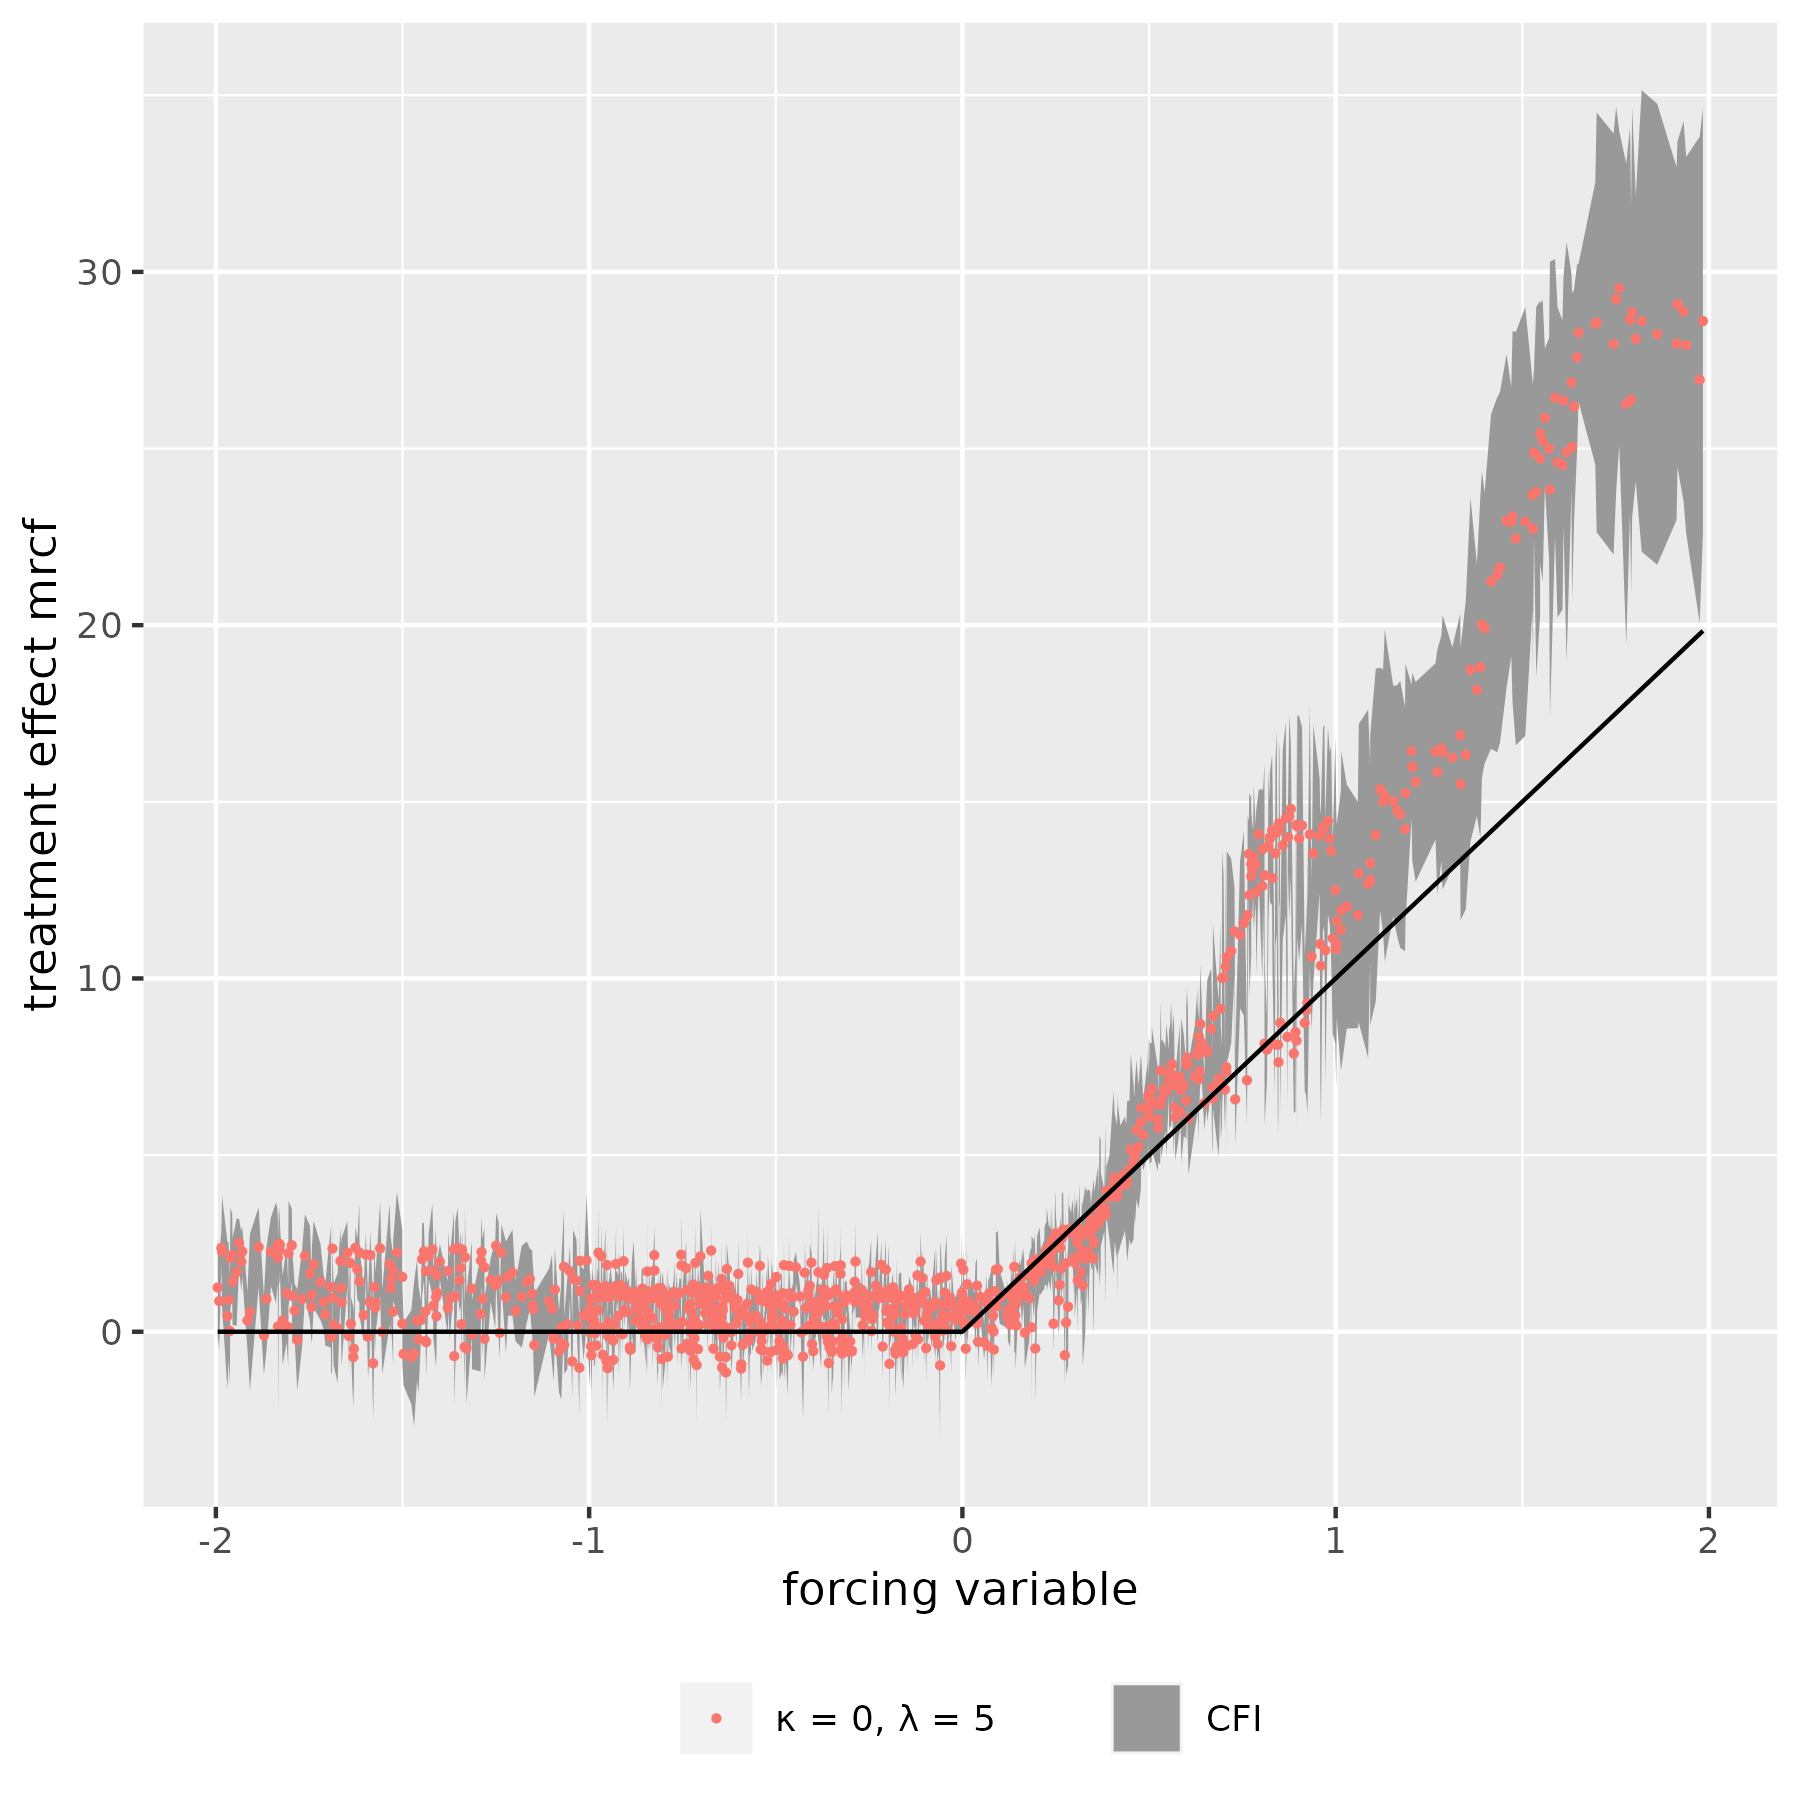 treatment effect mrcf
30
20
10
0
-2 -1 0 1 2
forcing variable
κ = 0, λ = 5 CFI